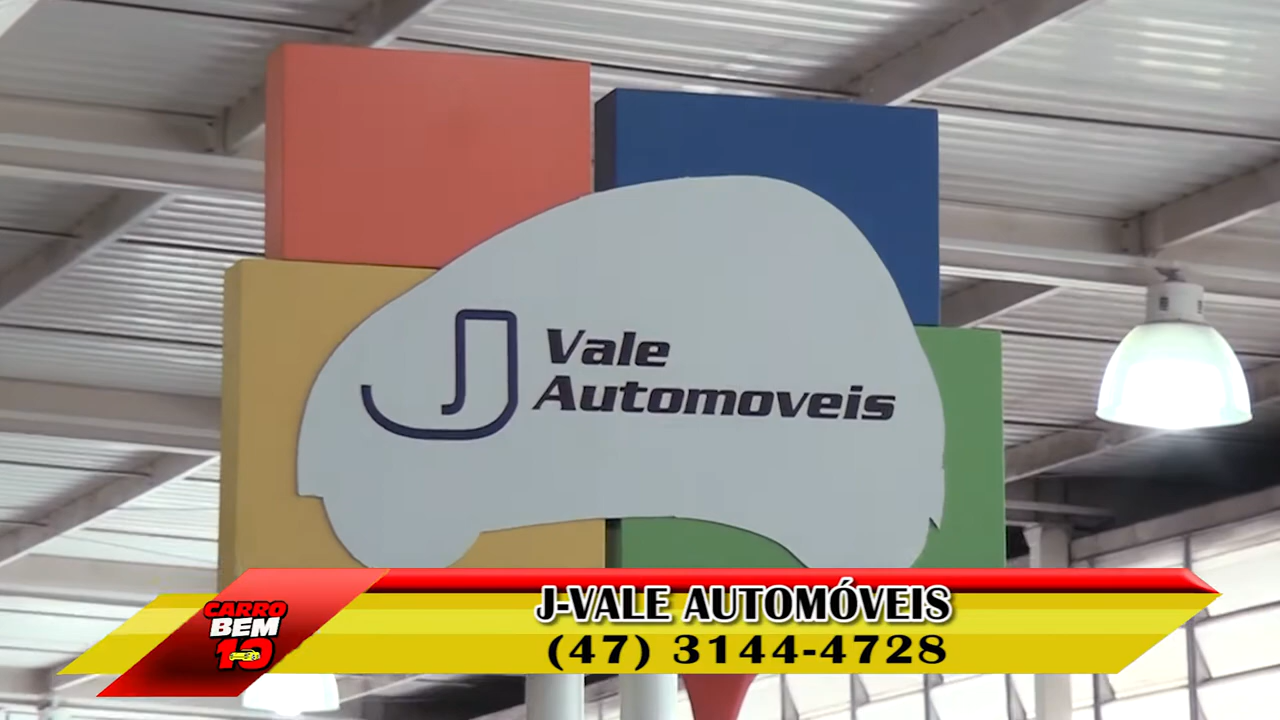 J Vale
Automoveis
CARRO
BEM
10
J-VALE AUTOMÓVEIS
(47) 3144-4728